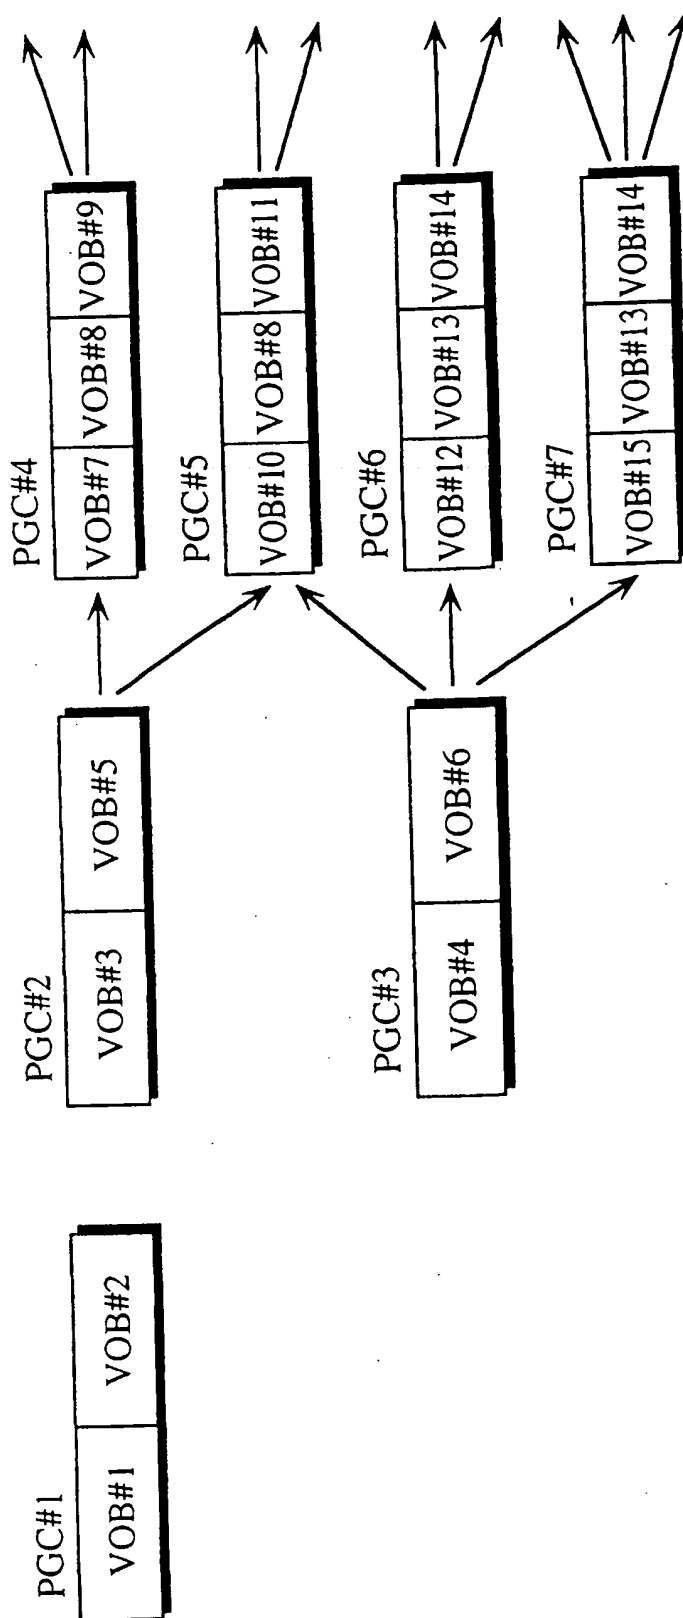 PGC#1
VOB#1 VOB#2
PGC#2
VOB#3 VOB#5
PGC#3
VOB#4 VOB#6
PGC#4
VOB#7 VOB#8 VOB#9
PGC#5
VOB#10 VOB#8 VOB#11
PGC#6
VOB#12 VOB#13 VOB#14
PGC#7
VOB#15 VOB#13 VOB#14